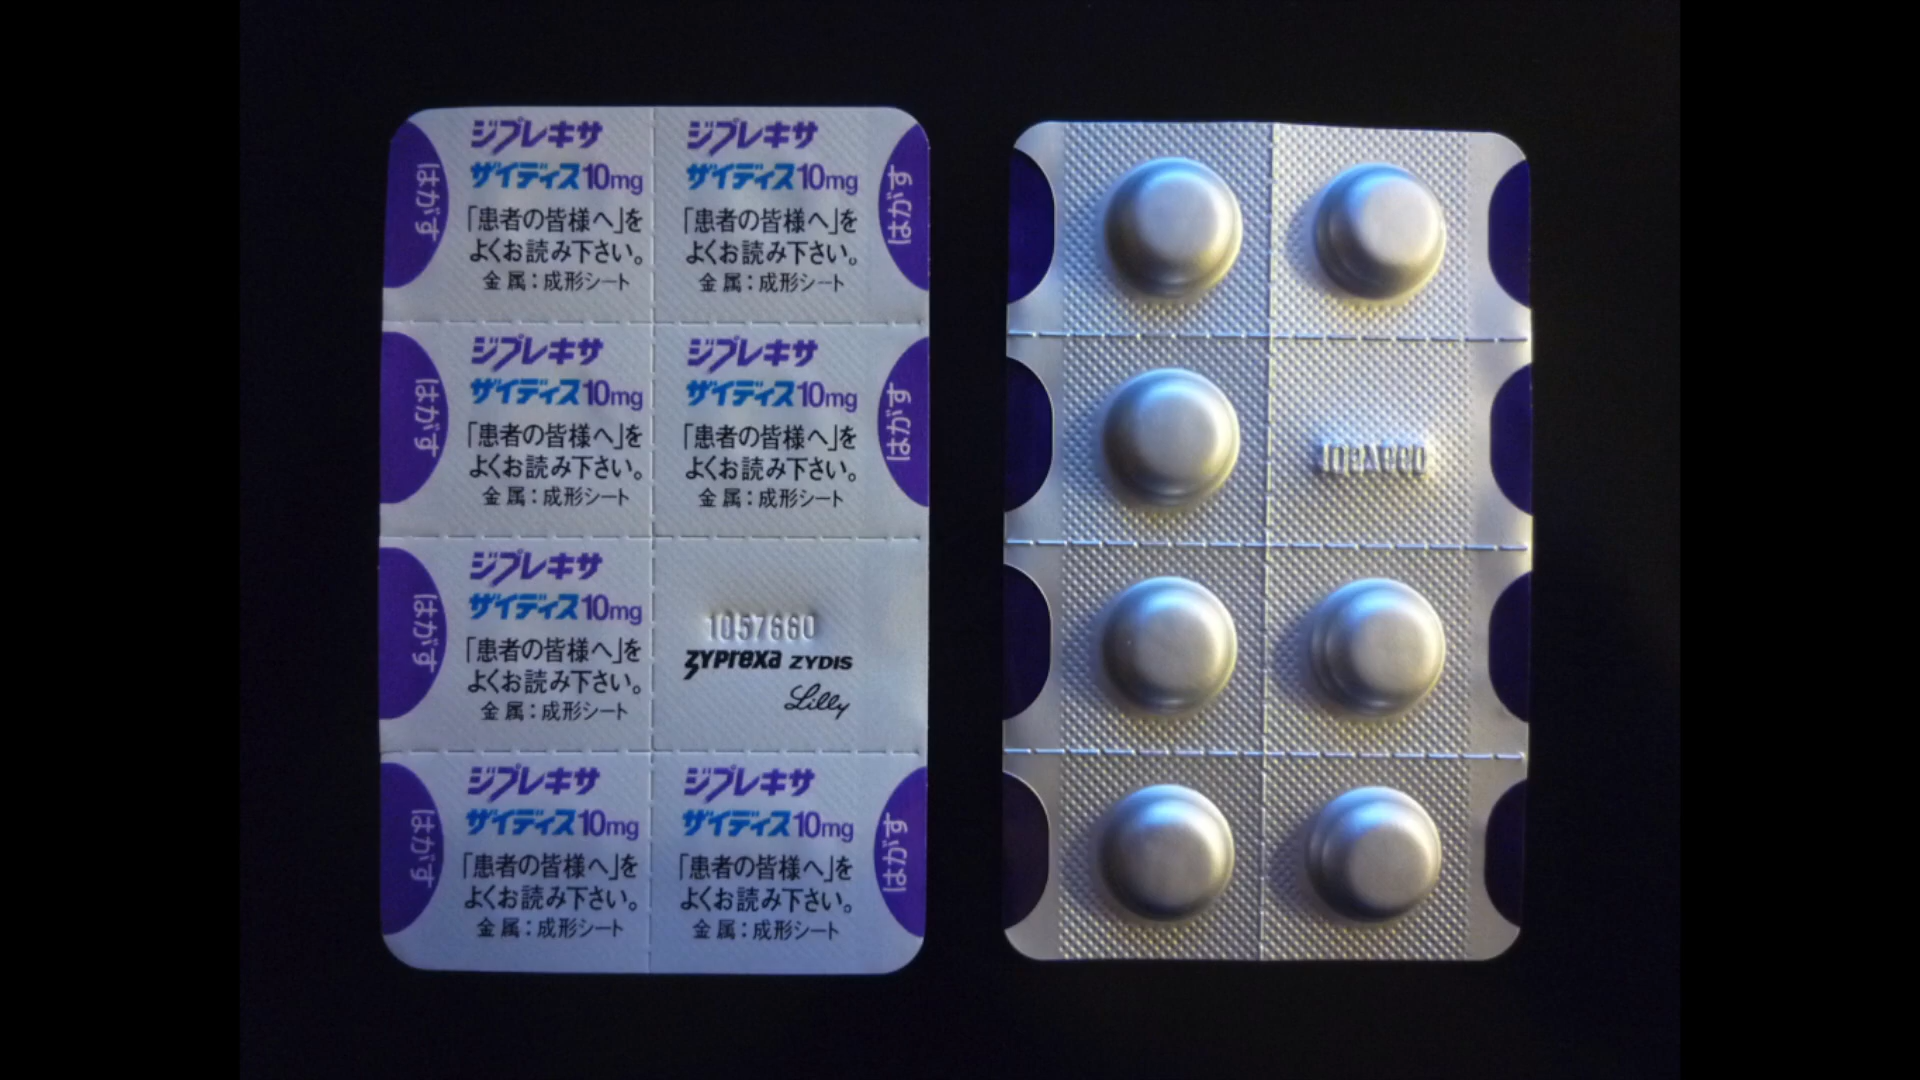 ジプレキサ
ザイディス10mg
「患者の皆様へ」を
よくお読み下さい。
金属:成形シート
はがす
ジプレキサ
ザイディス10mg
「患者の皆様へ」を
よくお読み下さい。
金属:成形シート
はがす
ジプレキサ
ザイディス10mg
「患者の皆様へ」を
よくお読み下さい。
金属:成形シート
はがす
ジプレキサ
ザイディス10mg
「患者の皆様へ」を
よくお読み下さい。
金属:成形シート
はがす
ジプレキサ
ザイディス10mg
「患者の皆様へ」を
よくお読み下さい。
金属:成形シート
はがす
1057660
zyprexa ZYDIS
Lilly
ジプレキサ
ザイディス10mg
「患者の皆様へ」を
よくお読み下さい。
金属:成形シート
はがす
ジプレキサ
ザイディス10mg
「患者の皆様へ」を
よくお読み下さい。
金属:成形シート
はがす